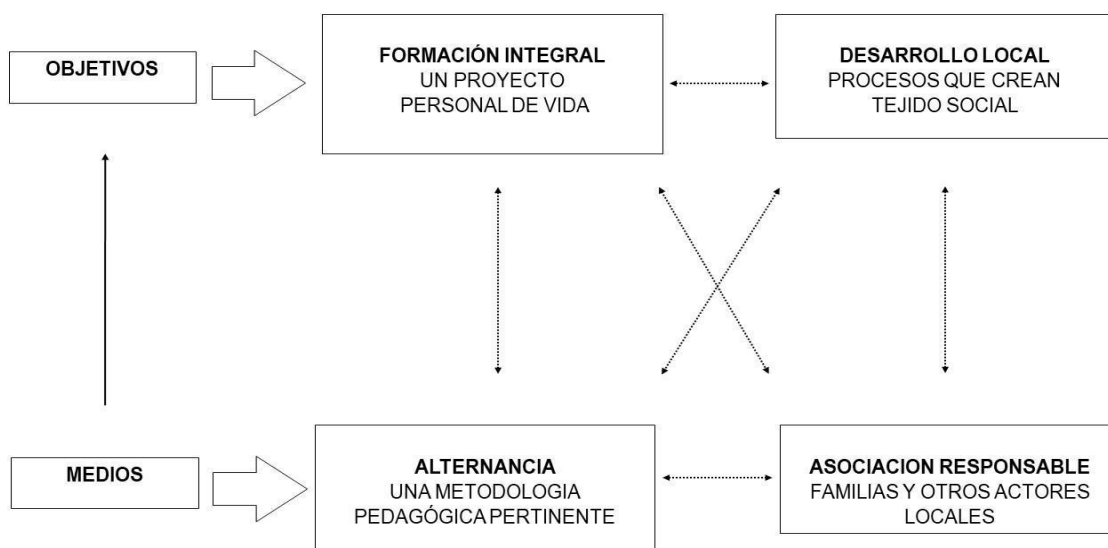 OBJETIVOS
FORMACIÓN INTEGRAL
UN PROYECTO
PERSONAL DE VIDA
DESARROLLO LOCAL
PROCESOS QUE CREAN
TEJIDO SOCIAL
MEDIOS
ALTERNANCIA
UNA METODOLOGIA
PEDAGÓGICA PERTINENTE
ASOCIACION RESPONSABLE
FAMILIAS Y OTROS ACTORES
LOCALES